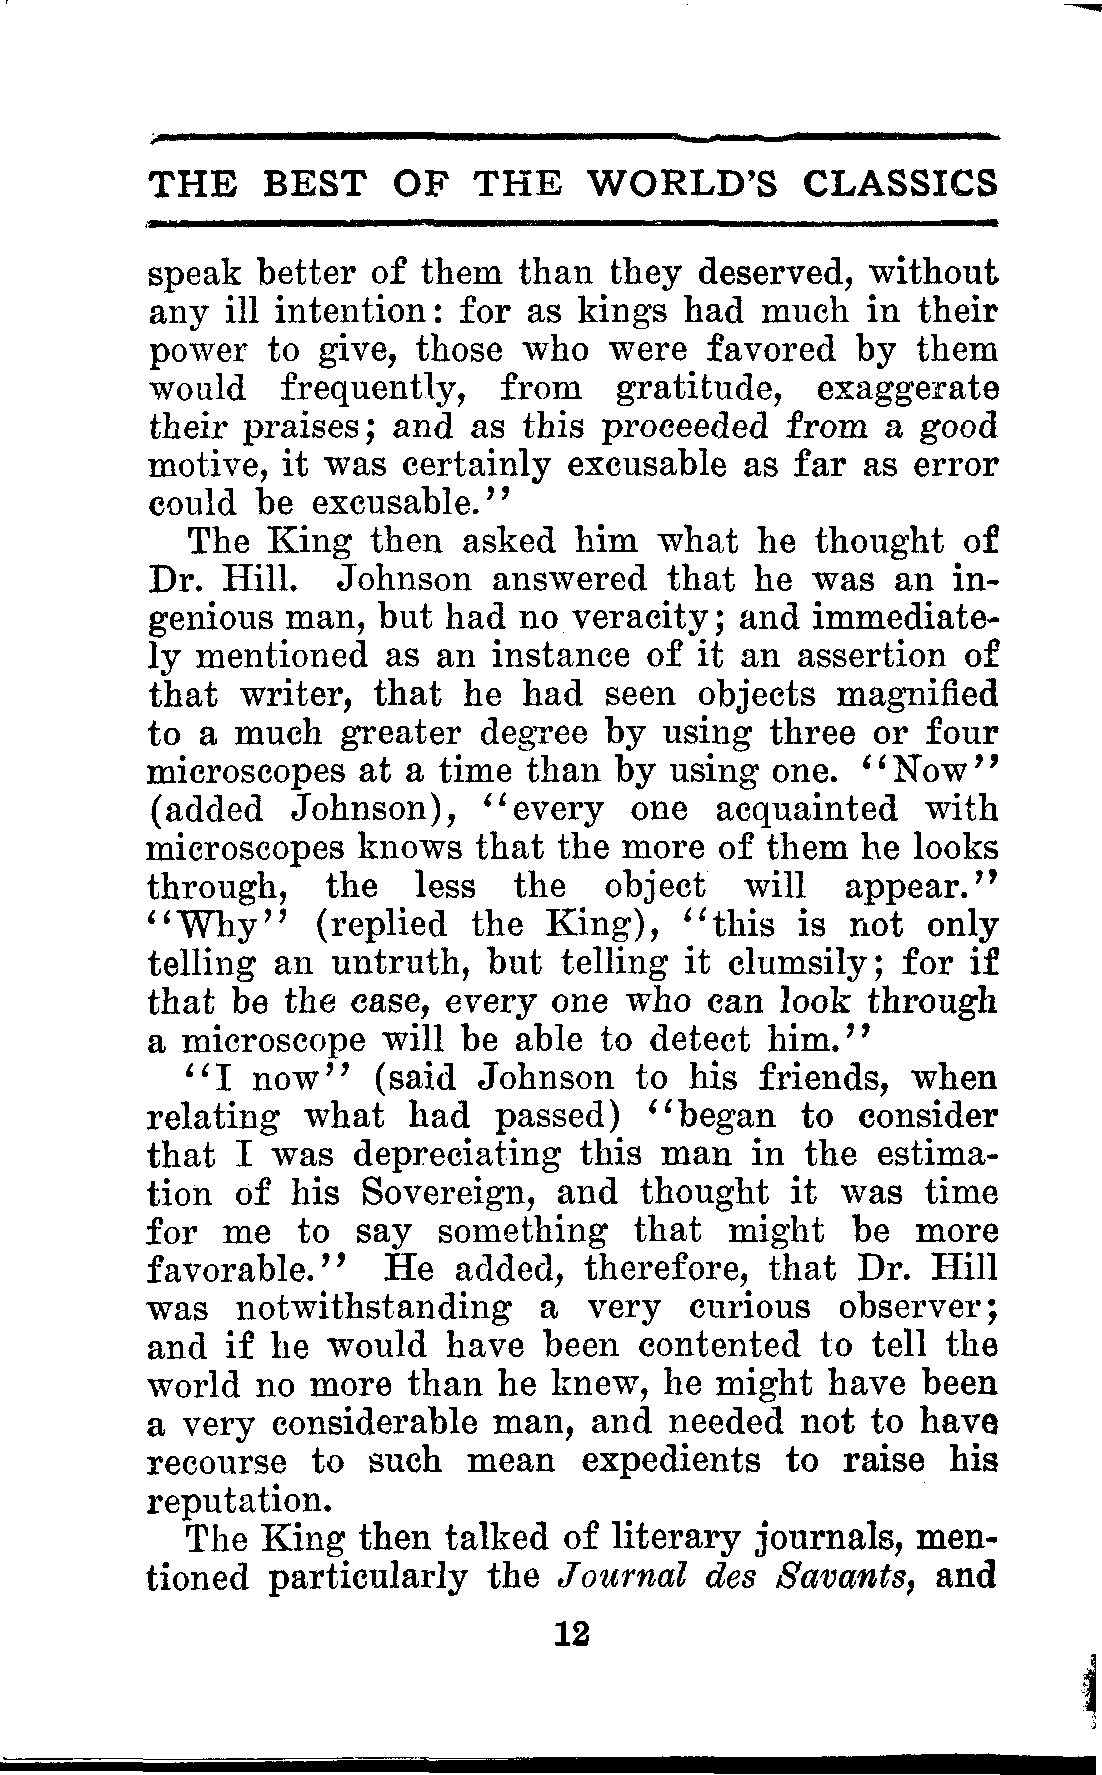 THE BEST OF THE WORLD'S CLASSICS
speak better of them than they deserved, without
any ill intention: for as kings had much in their
power to give, those who were favored by them
would frequently, from gratitude, exaggerate
their praises; and as this proceeded from a good
motive, it was certainly excusable as far as error
could be excusable.''
The King then asked him what he thought of
Dr. Hill. Johnson answered that he was an in-
genious man, but had no veracity; and immediate-
ly mentioned as an instance of it an assertion of
that writer, that he had seen objects magnified
to a much greater degree by using three or four
microscopes at a time than by using one. ''Now''
(added Johnson), ''every one acquainted with
microscopes knows that the more of them he looks
through, the less the object will appear.''
''Why'' (replied the King), ''this is not only
telling an untruth, but telling it clumsily; for if
that be the case, every one who can look through
a microscope will be able to detect him.''
''I now'' (said Johnson to his friends, when
relating what had passed) ''began to consider
that I was depreciating this man in the estima-
tion of his Sovereign, and thought it was time
for me to say something that might be more
favorable.'' He added, therefore, that Dr. Hill
was notwithstanding a very curious observer;
and if he would have been contented to tell the
world no more than he knew, he might have been
a very considerable man, and needed not to have
recourse to such mean expedients to raise his
reputation.
The King then talked of literary journals, men-
tioned particularly the Journal des Savants, and
12